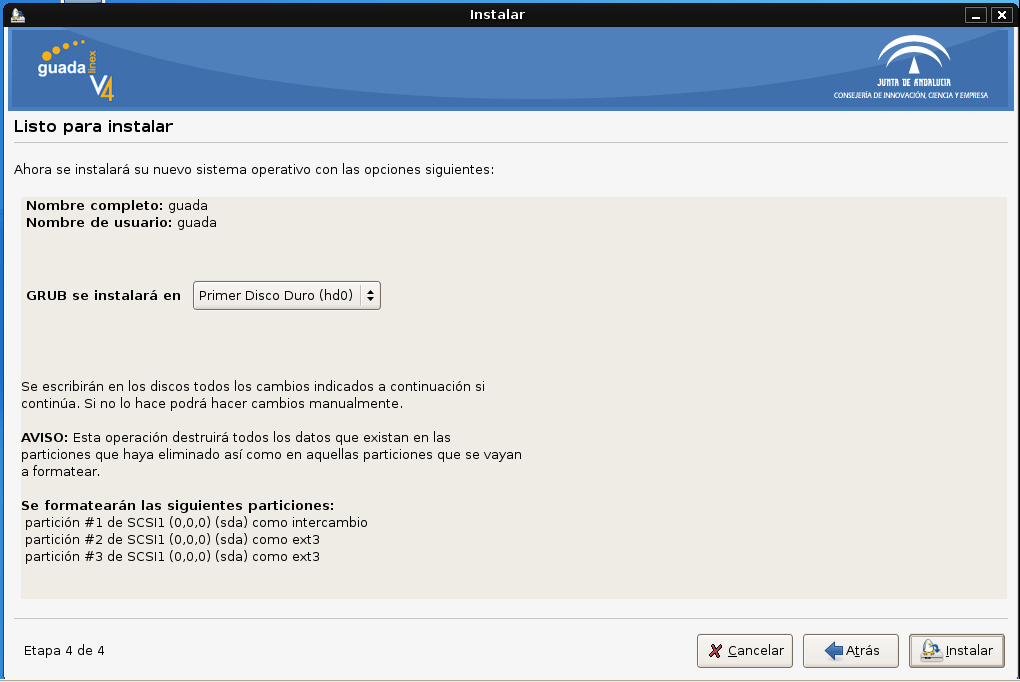 Instalar
guada
linex
V4
JUNTA DE ANDALUCIA
CONSEJERÍA DE INNOVACIÓN, CIENCIA Y EMPRESA
Listo para instalar
Ahora se instalará su nuevo sistema operativo con las opciones siguientes:
Nombre completo: guada
Nombre de usuario: guada
GRUB se instalará en Primer Disco Duro (hd0)
Se escribirán en los discos todos los cambios indicados a continuación si
continúa. Si no lo hace podrá hacer cambios manualmente.
AVISO: Esta operación destruirá todos los datos que existan en las
particiones que haya eliminado así como en aquellas particiones que se vayan
a formatear.
Se formatearán las siguientes particiones:
partición #1 de SCSI1 (0,0,0) (sda) como intercambio
partición #2 de SCSI1 (0,0,0) (sda) como ext3
partición #3 de SCSI1 (0,0,0) (sda) como ext3
Etapa 4 de 4
Cancelar
Atrás
Instalar